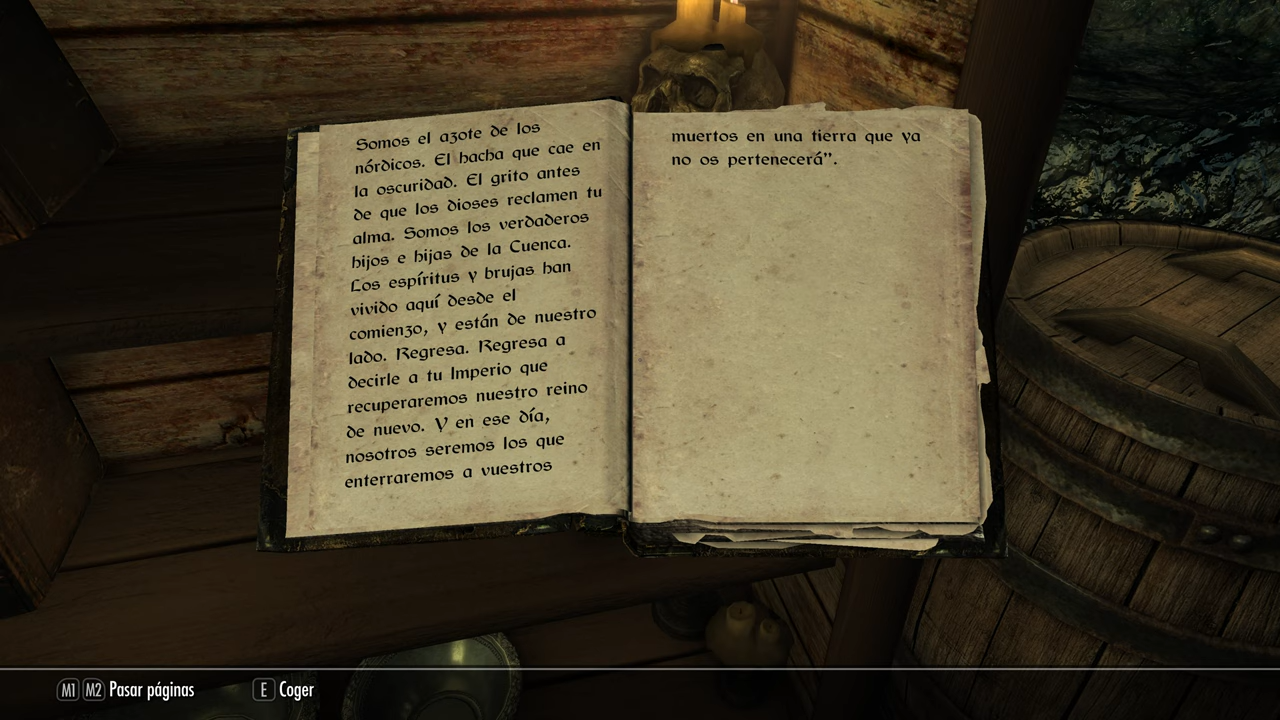 Somos el azote de los
nórdicos. El hacha que cae en
la oscuridad. El grito antes
de que los dioses reclamen tu
alma. Somos los verdaderos
hijos e hijas de la Cuenca.
Los espíritus y brujas han
vivido aquí desde el
comienzo, y están de nuestro
lado. Regresa. Regresa a
decirle a tu Imperio que
recuperaremos nuestro reino
de nuevo. Y en ese día,
nosotros seremos los que
enterraremos a vuestros
muertos en una tierra que ya
no os pertenecerá”.
M1 M2 Pasar páginas E Coger